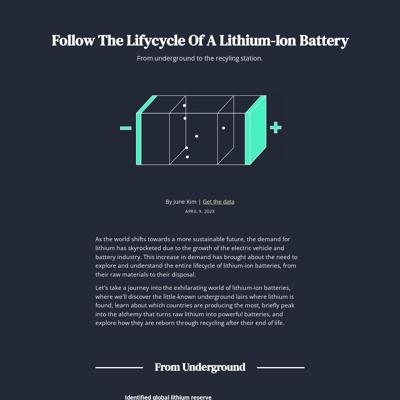 Follow The Lifycycle Of A Lithium-Ion Battery
From underground to the recyling station.
By June Kim | Get the data
APRIL 9, 2023
As the world shifts towards a more sustainable future, the demand for
lithium has skyrocketed due to the growth of the electric vehicle and
battery industry. This increase in demand has brought about the need to
explore and understand the entire lifecycle of lithium-ion batteries, from
their raw materials to their disposal.
Let's take a journey into the exhilarating world of lithium-ion batteries,
where we'll discover the little-known underground lairs where lithium is
found, learn about which countries are producing the most, briefly peak
into the alchemy that turns raw lithium into powerful batteries, and
explore how they are reborn through recycling after their end of life.
From Underground
Identified global lithium reserve